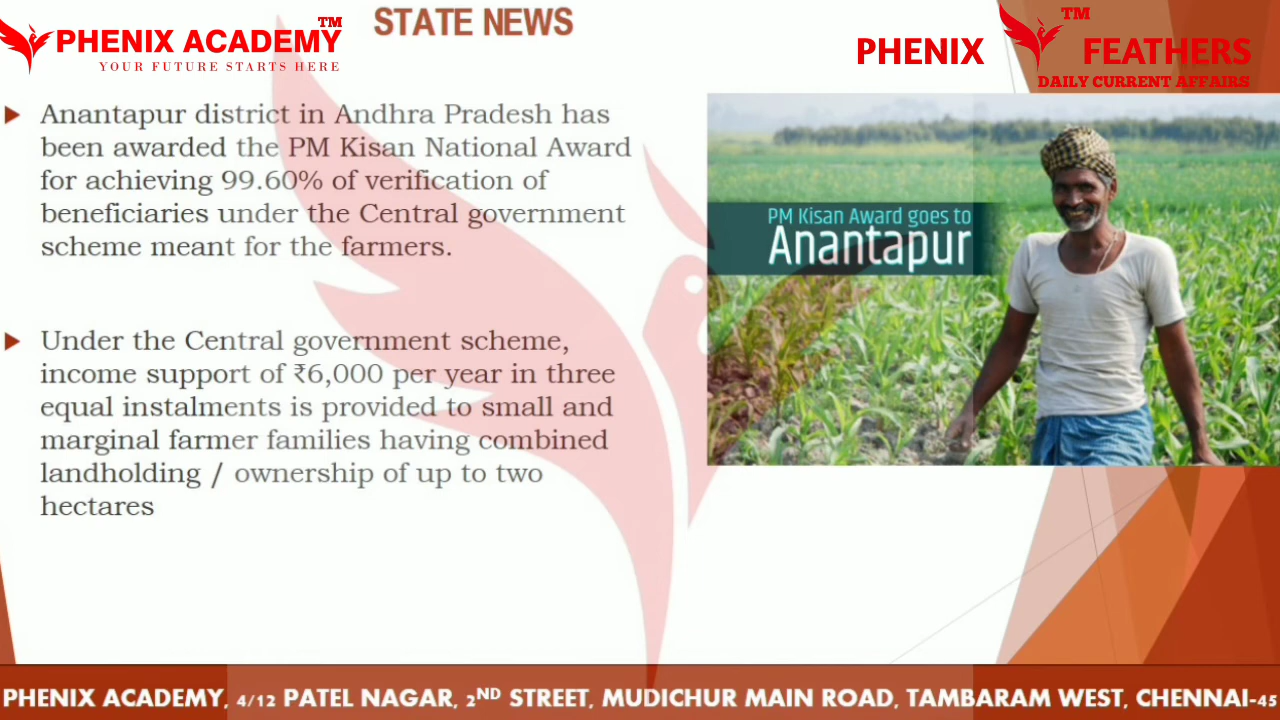 STATE NEWS
PHENIX ACADEMY TM
YOUR FUTURE STARTS HERE
PHENIX FEATHERS TM
DAILY CURRENT AFFAIRS
Anantapur district in Andhra Pradesh has
been awarded the PM Kisan National Award
for achieving 99.60% of verification of
beneficiaries under the Central government
scheme meant for the farmers.
Under the Central government scheme,
income support of ₹6,000 per year in three
equal instalments is provided to small and
marginal farmer families having combined
landholding / ownership of up to two
hectares
PM Kisan Award goes to
Anantapur
PHENIX ACADEMY, 4/12 PATEL NAGAR, 2ND STREET, MUDICHUR MAIN ROAD, TAMBARAM WEST, CHENNAI-45